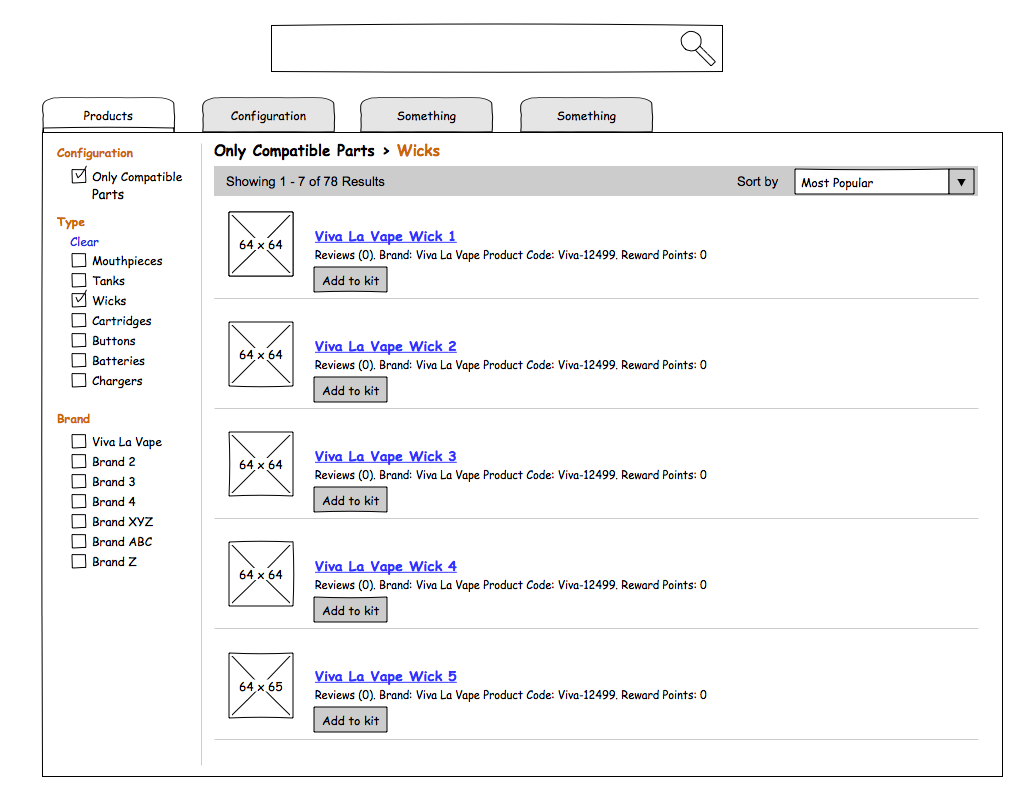 Products
Configuration
Something
Something
Configuration
Only Compatible
Parts
Type
Clear
Mouthpieces
Tanks
Wicks
Cartridges
Buttons
Batteries
Chargers
Brand
Viva La Vape
Brand 2
Brand 3
Brand 4
Brand XYZ
Brand ABC
Brand Z
Only Compatible Parts > Wicks
Showing 1 - 7 of 78 Results
Sort by
Most Popular
64 x 64
Viva La Vape Wick 1
Reviews (0). Brand: Viva La Vape Product Code: Viva-12499. Reward Points: 0
Add to kit
64 x 64
Viva La Vape Wick 2
Reviews (0). Brand: Viva La Vape Product Code: Viva-12499. Reward Points: 0
Add to kit
64 x 64
Viva La Vape Wick 3
Reviews (0). Brand: Viva La Vape Product Code: Viva-12499. Reward Points: 0
Add to kit
64 x 64
Viva La Vape Wick 4
Reviews (0). Brand: Viva La Vape Product Code: Viva-12499. Reward Points: 0
Add to kit
64 x 65
Viva La Vape Wick 5
Reviews (0). Brand: Viva La Vape Product Code: Viva-12499. Reward Points: 0
Add to kit